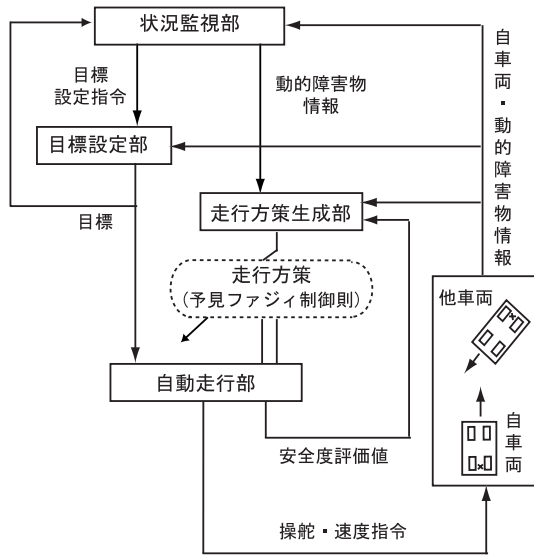 状況監視部
目標
設定指令
動的障害物
情報
目標設定部
自車両・動的障害物情報
目標
走行方策生成部
走行方策
(予見ファジィ制御則)
他車両
自動走行部
自車両
安全度評価値
操舵・速度指令